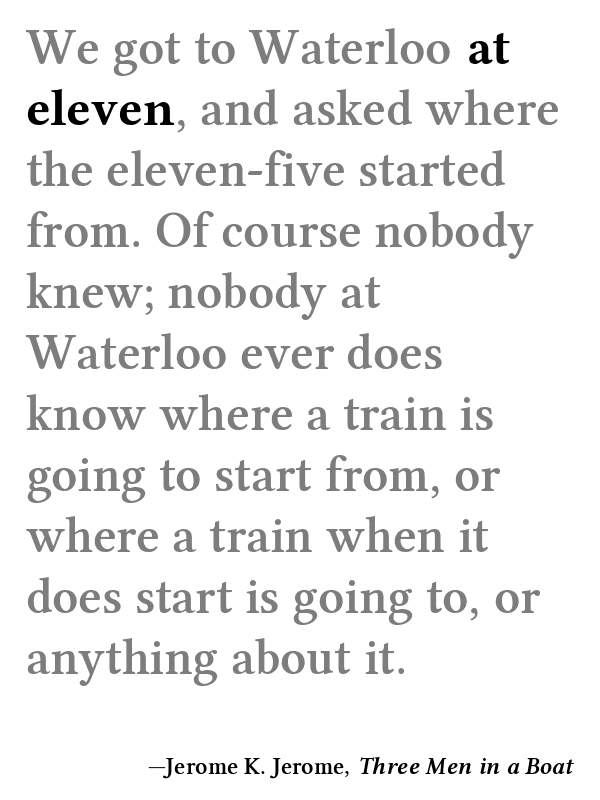 We got to Waterloo at
eleven, and asked where
the eleven-five started
from. Of course nobody
knew; nobody at
Waterloo ever does
know where a train is
going to start from, or
where a train when it
does start is going to, or
anything about it.
—Jerome K. Jerome, Three Men in a Boat